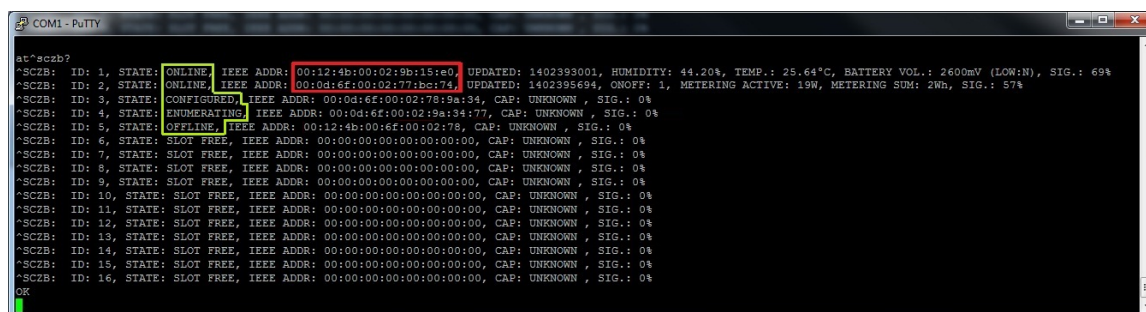 COM1 - PuTTY
at^sczb?
^SCZB:  ID: 1, STATE: ONLINE, IEEE ADDR: 00:12:4b:00:02:9b:15:e0, UPDATED: 1402393001, HUMIDITY: 44.20%, TEMP.: 25.64°C, BATTERY VOL.: 2600mV (LOW:N), SIG.: 69%
^SCZB:  ID: 2, STATE: ONLINE, IEEE ADDR: 00:0d:6f:00:02:77:bc:74, UPDATED: 1402395694, ONOFF: 1, METERING ACTIVE: 19W, METERING SUM: 2Wh, SIG.: 57%
^SCZB:  ID: 3, STATE: CONFIGURED, IEEE ADDR: 00:0d:6f:00:02:78:9a:34, CAP: UNKNOWN , SIG.: 0%
^SCZB:  ID: 4, STATE: ENUMERATING, IEEE ADDR: 00:0d:6f:00:02:9a:34:77, CAP: UNKNOWN , SIG.: 0%
^SCZB:  ID: 5, STATE: OFFLINE, IEEE ADDR: 00:12:4b:00:6f:00:02:78, CAP: UNKNOWN , SIG.: 0%
^SCZB:  ID: 6, STATE: SLOT FREE, IEEE ADDR: 00:00:00:00:00:00:00:00, CAP: UNKNOWN , SIG.: 0%
^SCZB:  ID: 7, STATE: SLOT FREE, IEEE ADDR: 00:00:00:00:00:00:00:00, CAP: UNKNOWN , SIG.: 0%
^SCZB:  ID: 8, STATE: SLOT FREE, IEEE ADDR: 00:00:00:00:00:00:00:00, CAP: UNKNOWN , SIG.: 0%
^SCZB:  ID: 9, STATE: SLOT FREE, IEEE ADDR: 00:00:00:00:00:00:00:00, CAP: UNKNOWN , SIG.: 0%
^SCZB:  ID: 10, STATE: SLOT FREE, IEEE ADDR: 00:00:00:00:00:00:00:00, CAP: UNKNOWN , SIG.: 0%
^SCZB:  ID: 11, STATE: SLOT FREE, IEEE ADDR: 00:00:00:00:00:00:00:00, CAP: UNKNOWN , SIG.: 0%
^SCZB:  ID: 12, STATE: SLOT FREE, IEEE ADDR: 00:00:00:00:00:00:00:00, CAP: UNKNOWN , SIG.: 0%
^SCZB:  ID: 13, STATE: SLOT FREE, IEEE ADDR: 00:00:00:00:00:00:00:00, CAP: UNKNOWN , SIG.: 0%
^SCZB:  ID: 14, STATE: SLOT FREE, IEEE ADDR: 00:00:00:00:00:00:00:00, CAP: UNKNOWN , SIG.: 0%
^SCZB:  ID: 15, STATE: SLOT FREE, IEEE ADDR: 00:00:00:00:00:00:00:00, CAP: UNKNOWN , SIG.: 0%
^SCZB:  ID: 16, STATE: SLOT FREE, IEEE ADDR: 00:00:00:00:00:00:00:00, CAP: UNKNOWN , SIG.: 0%
OK